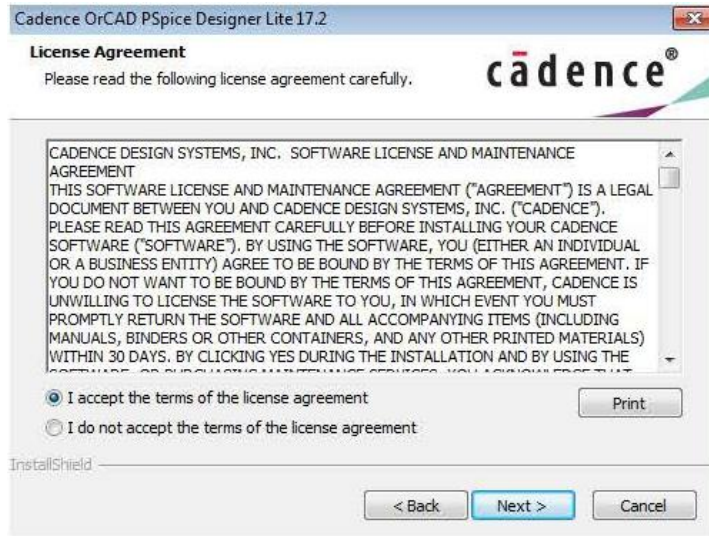 Cadence OrCAD PSpice Designer Lite 17.2
License Agreement
Please read the following license agreement carefully.
cādence®
CADENCE DESIGN SYSTEMS, INC. SOFTWARE LICENSE AND MAINTENANCE
AGREEMENT
THIS SOFTWARE LICENSE AND MAINTENANCE AGREEMENT ("AGREEMENT") IS A LEGAL
DOCUMENT BETWEEN YOU AND CADENCE DESIGN SYSTEMS, INC. ("CADENCE").
PLEASE READ THIS AGREEMENT CAREFULLY BEFORE INSTALLING YOUR CADENCE
SOFTWARE ("SOFTWARE"). BY USING THE SOFTWARE, YOU (EITHER AN INDIVIDUAL
OR A BUSINESS ENTITY) AGREE TO BE BOUND BY THE TERMS OF THIS AGREEMENT. IF
YOU DO NOT WANT TO BE BOUND BY THE TERMS OF THIS AGREEMENT, CADENCE IS
UNWILLING TO LICENSE THE SOFTWARE TO YOU, IN WHICH EVENT YOU MUST
PROMPTLY RETURN THE SOFTWARE AND ALL ACCOMPANYING ITEMS (INCLUDING
MANUALS, BINDERS OR OTHER CONTAINERS, AND ANY OTHER PRINTED MATERIALS)
WITHIN 30 DAYS. BY CLICKING YES DURING THE INSTALLATION AND BY USING THE
I accept the terms of the license agreement
Print
I do not accept the terms of the license agreement
InstallShield
< Back
Next >
Cancel